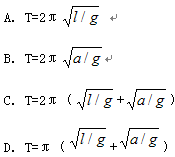 A. T=2π √l/g ↵
B. T=2π √a/g ↵
C. T=2π (√l/g + √a/g)
D. T=π (√l/g + √a/g)